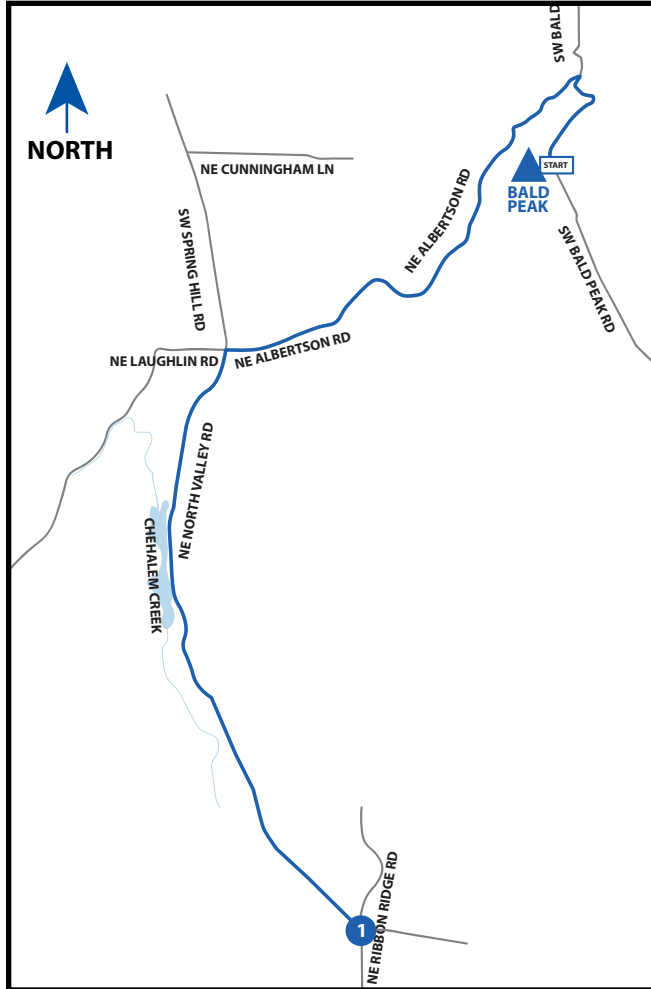 SW BALD
NORTH
NE CUNNINGHAM LN
START
BALD
PEAK
NE ALBERTSON RD
SW SPRING HILL RD
SW BALD PEAK RD
NE LAUGHLIN RD
NE ALBERTSON RD
NE NORTH VALLEY RD
CHEHALEM CREEK
NE RIBBON RIDGE RD
1